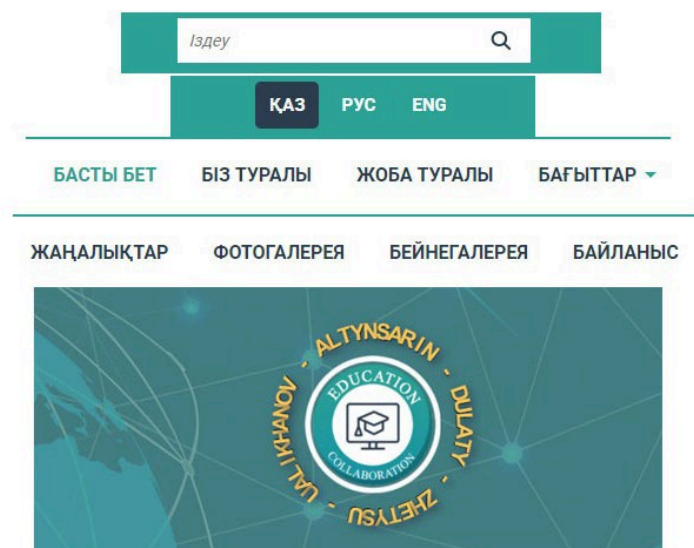 Іздеу
ҚАЗ РУС ENG
БАСТЫ БЕТ БІЗ ТУРАЛЫ ЖОБА ТУРАЛЫ БАҒЫТТАР
ЖАҢАЛЫҚТАР ФОТОГАЛЕРЕЯ БЕЙНЕГАЛЕРЕЯ БАЙЛАНЫС
UALIKHANOV - ALTYNSARIN - DULATY - ZHETYSU -
EDUCATION
COLLABORATION